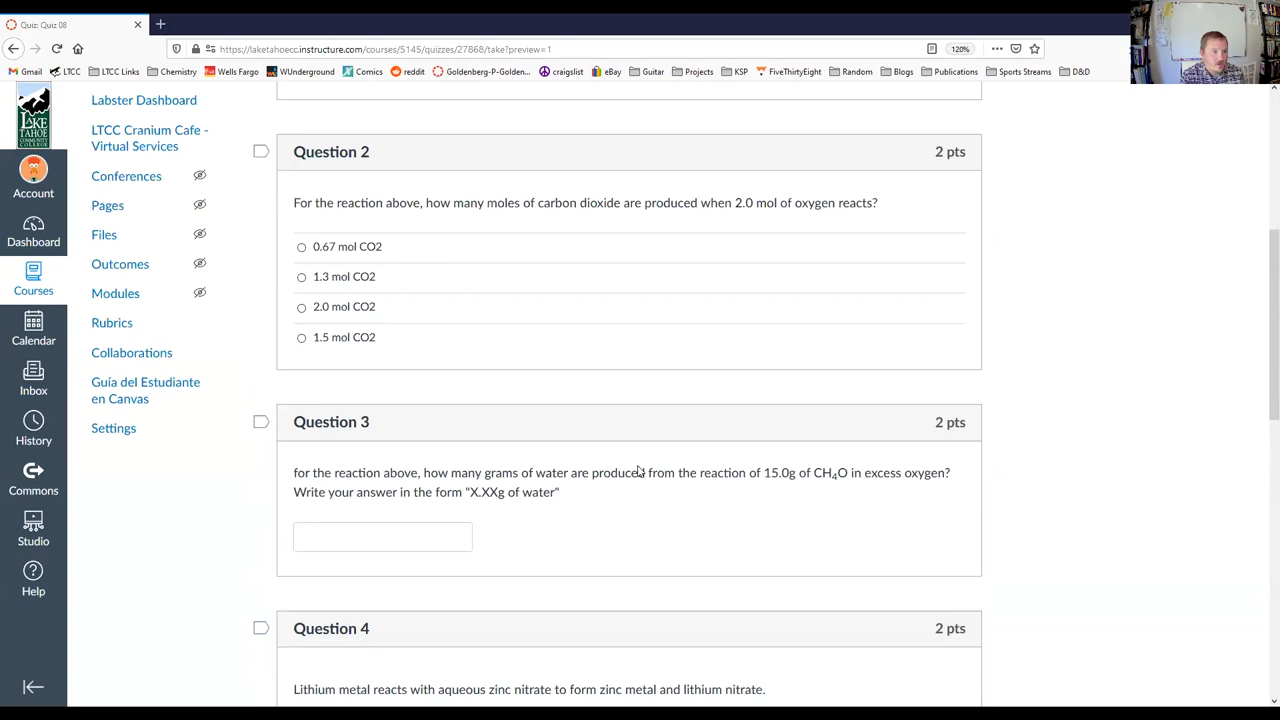 Quiz: Quiz 08
https://laketahoecc.instructure.com/courses/5145/quizzes/27868/take?preview=1
120%
Gmail LTCC LTCC Links Chemistry Wells Fargo WUnderground Comics reddit Goldenberg-P-Golden... craigslist eBay Guitar Projects KSP FiveThirtyEight Random Blogs Publications Sports Streams D&D
LAKE
TAHOE
COMMUNITY
COLLEGE
Account
Dashboard
Courses
Calendar
Inbox
History
Commons
Studio
Help
Labster Dashboard
LTCC Cranium Cafe -
Virtual Services
Conferences
Pages
Files
Outcomes
Modules
Rubrics
Collaborations
Guía del Estudiante
en Canvas
Settings
Question 2 2 pts
For the reaction above, how many moles of carbon dioxide are produced when 2.0 mol of oxygen reacts?
0.67 mol CO2
1.3 mol CO2
2.0 mol CO2
1.5 mol CO2
Question 3 2 pts
for the reaction above, how many grams of water are produced from the reaction of 15.0g of CH₄O in excess oxygen?
Write your answer in the form "X.XXg of water"
Question 4 2 pts
Lithium metal reacts with aqueous zinc nitrate to form zinc metal and lithium nitrate.